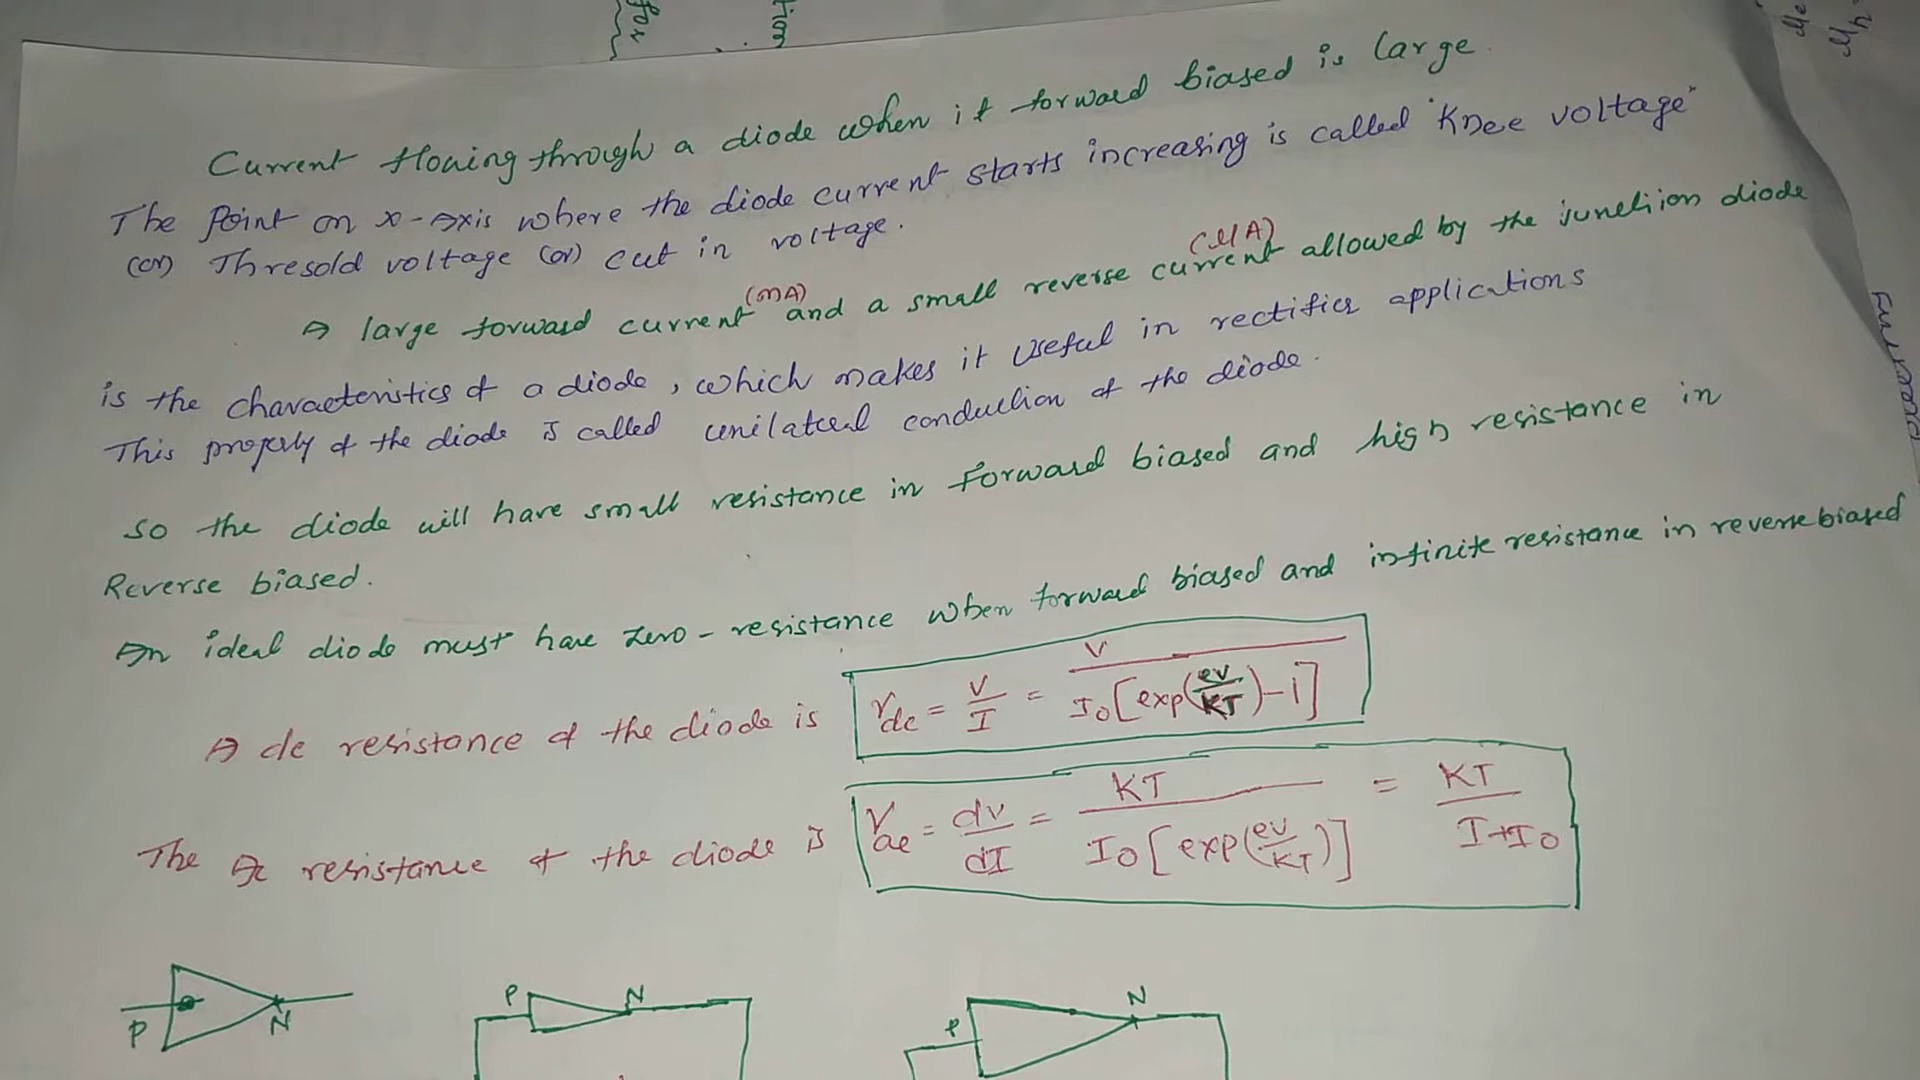 for
tion
Me
Mh
Current flowing through a diode when it forward biased is large.
The Point on x-axis where the diode current starts increasing is called "Knee voltage"
(or) Thresold voltage (or) cut in voltage.
(mA) (μA)
→ large forward current and a small reverse current allowed by the junction diode
is the characteristics of a diode, which makes it useful in rectifier applications
This property of the diode is called unilateral conduction of the diode.
So the diode will have small resistance in forward biased and high resistance in
Reverse biased.
An ideal diode must have zero-resistance when forward biased and infinite resistance in reverse biased
A dc resistance of the diode is r_dc = V/I = V/(I0[exp(eV/KT)-1])
The Ac resistance of the diode is r_ac = dV/dI = KT/(I0[exp(eV/KT)]) = KT/(I+I0)
P N P N P N